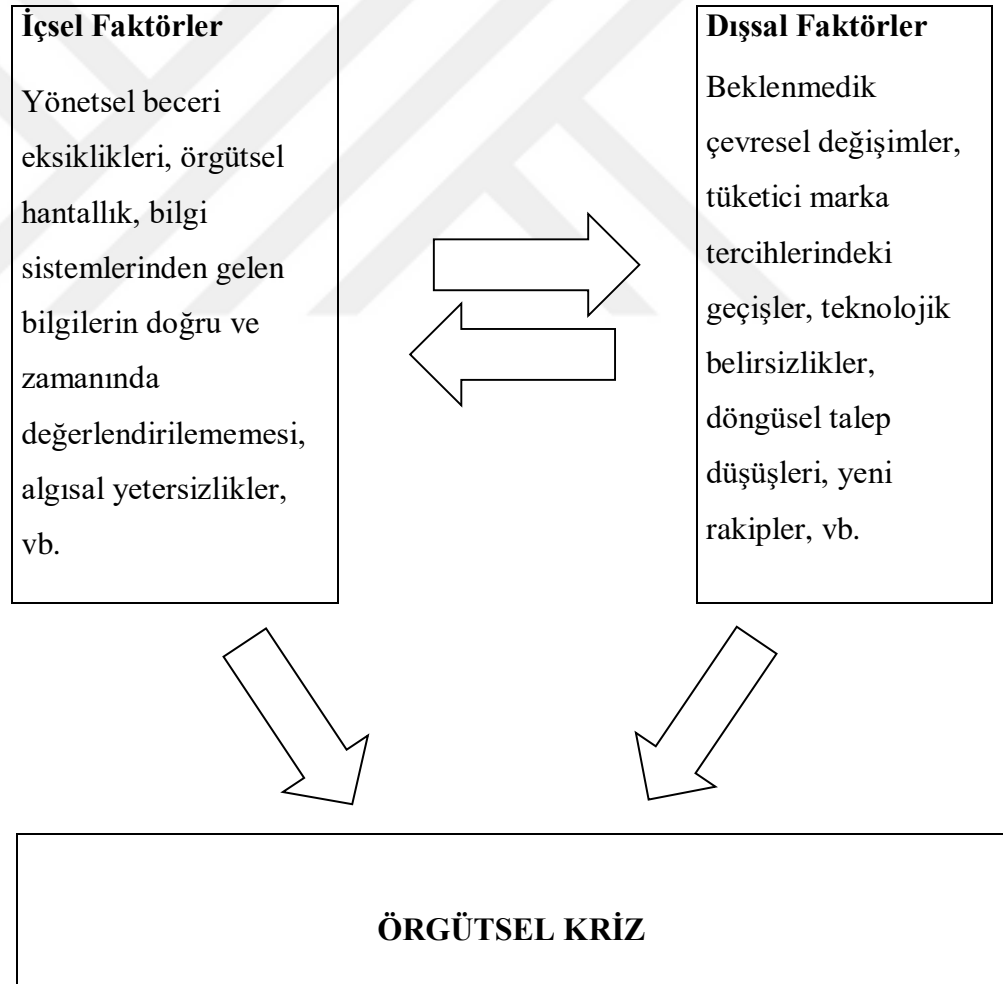 İçsel Faktörler
Yönetsel beceri
eksiklikleri, örgütsel
hantallık, bilgi
sistemlerinden gelen
bilgilerin doğru ve
zamanında
değerlendirilememesi,
algısal yetersizlikler,
vb.
Dışsal Faktörler
Beklenmedik
çevresel değişimler,
tüketici marka
tercihlerindeki
geçişler, teknolojik
belirsizlikler,
döngüsel talep
düşüşleri, yeni
rakipler, vb.
ÖRGÜTSEL KRİZ